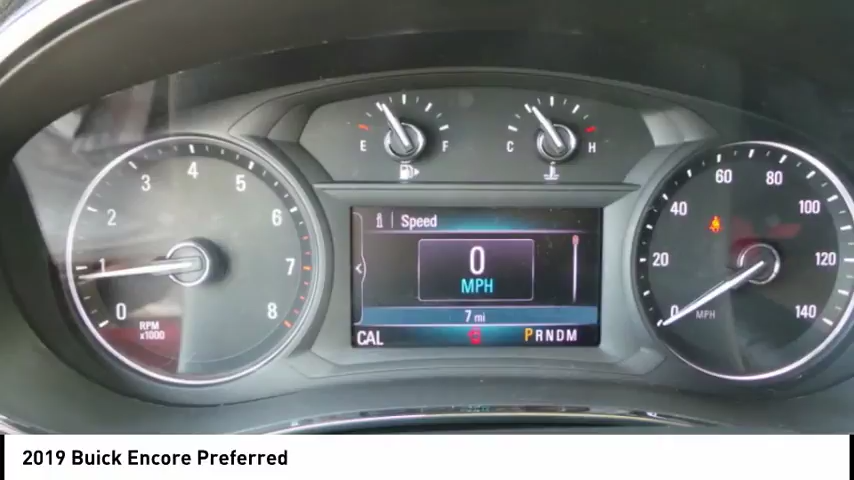 E F
C H
0 1 2 3 4 5 6 7 8
RPM
x1000
i Speed
0
MPH
7 mi
CAL PRNDM
0 20 40 60 80 100 120 140
MPH
2019 Buick Encore Preferred